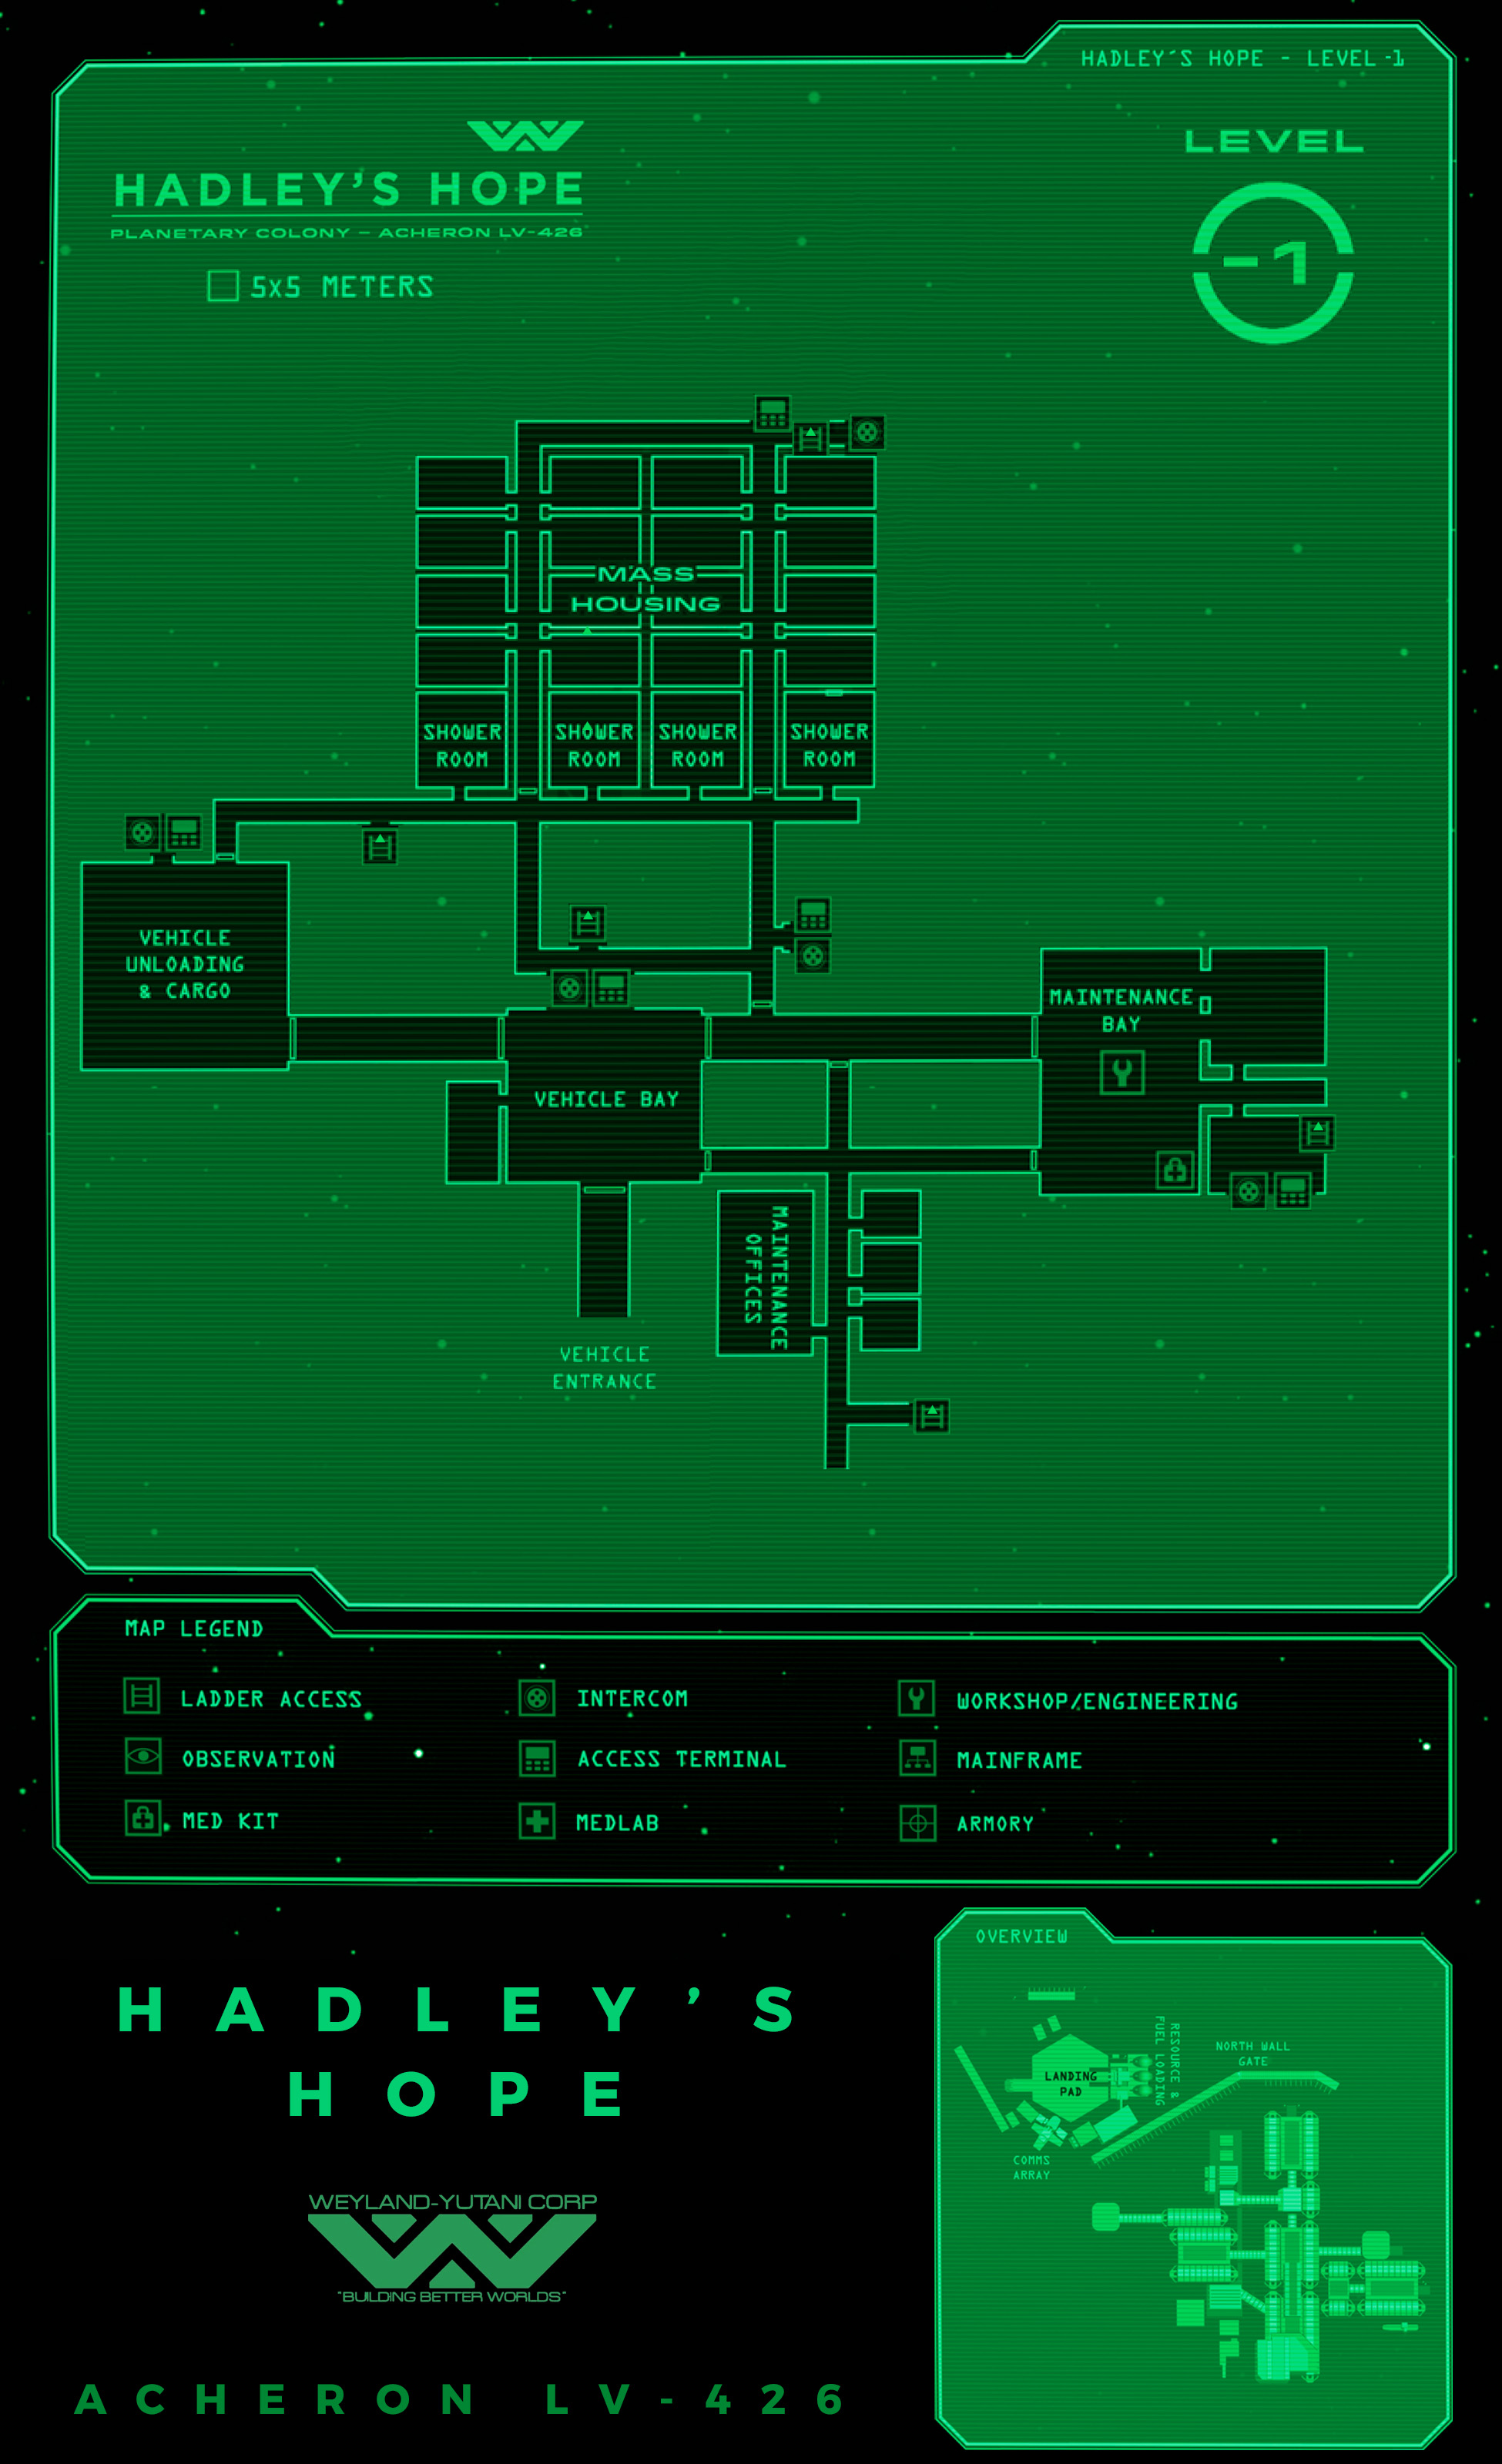 HADLEY´S HOPE - LEVEL -1
HADLEY’S HOPE
PLANETARY COLONY – ACHERON LV-426
5x5 METERS
LEVEL
-1
MASS
HOUSING
SHOWER
ROOM
SHOWER
ROOM
SHOWER
ROOM
SHOWER
ROOM
VEHICLE
UNLOADING
& CARGO
MAINTENANCE
BAY
VEHICLE BAY
MAINTENANCE
OFFICES
VEHICLE
ENTRANCE
MAP LEGEND
LADDER ACCESS
INTERCOM
WORKSHOP/ENGINEERING
OBSERVATION
ACCESS TERMINAL
MAINFRAME
MED KIT
MEDLAB
ARMORY
OVERVIEW
RESOURCE &
FUEL LOADING
NORTH WALL
GATE
LANDING
PAD
COMMS
ARRAY
HADLEY’S
HOPE
WEYLAND-YUTANI CORP
"BUILDING BETTER WORLDS"
ACHERON LV-426